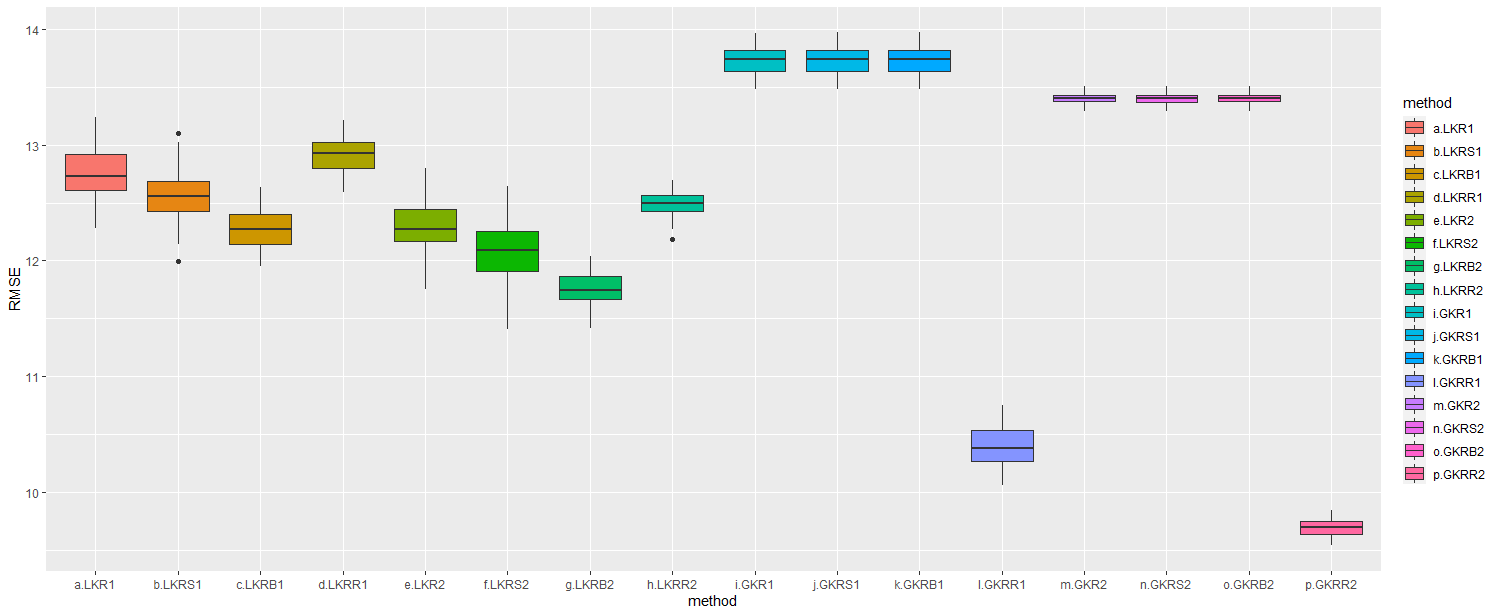 14
13
12
11
10
RMSE
a.LKR1 b.LKRS1 c.LKRB1 d.LKRR1 e.LKR2 f.LKRS2 g.LKRB2 h.LKRR2 i.GKR1 j.GKRS1 k.GKRB1 l.GKRR1 m.GKR2 n.GKRS2 o.GKRB2 p.GKRR2
method
method
a.LKR1
b.LKRS1
c.LKRB1
d.LKRR1
e.LKR2
f.LKRS2
g.LKRB2
h.LKRR2
i.GKR1
j.GKRS1
k.GKRB1
l.GKRR1
m.GKR2
n.GKRS2
o.GKRB2
p.GKRR2